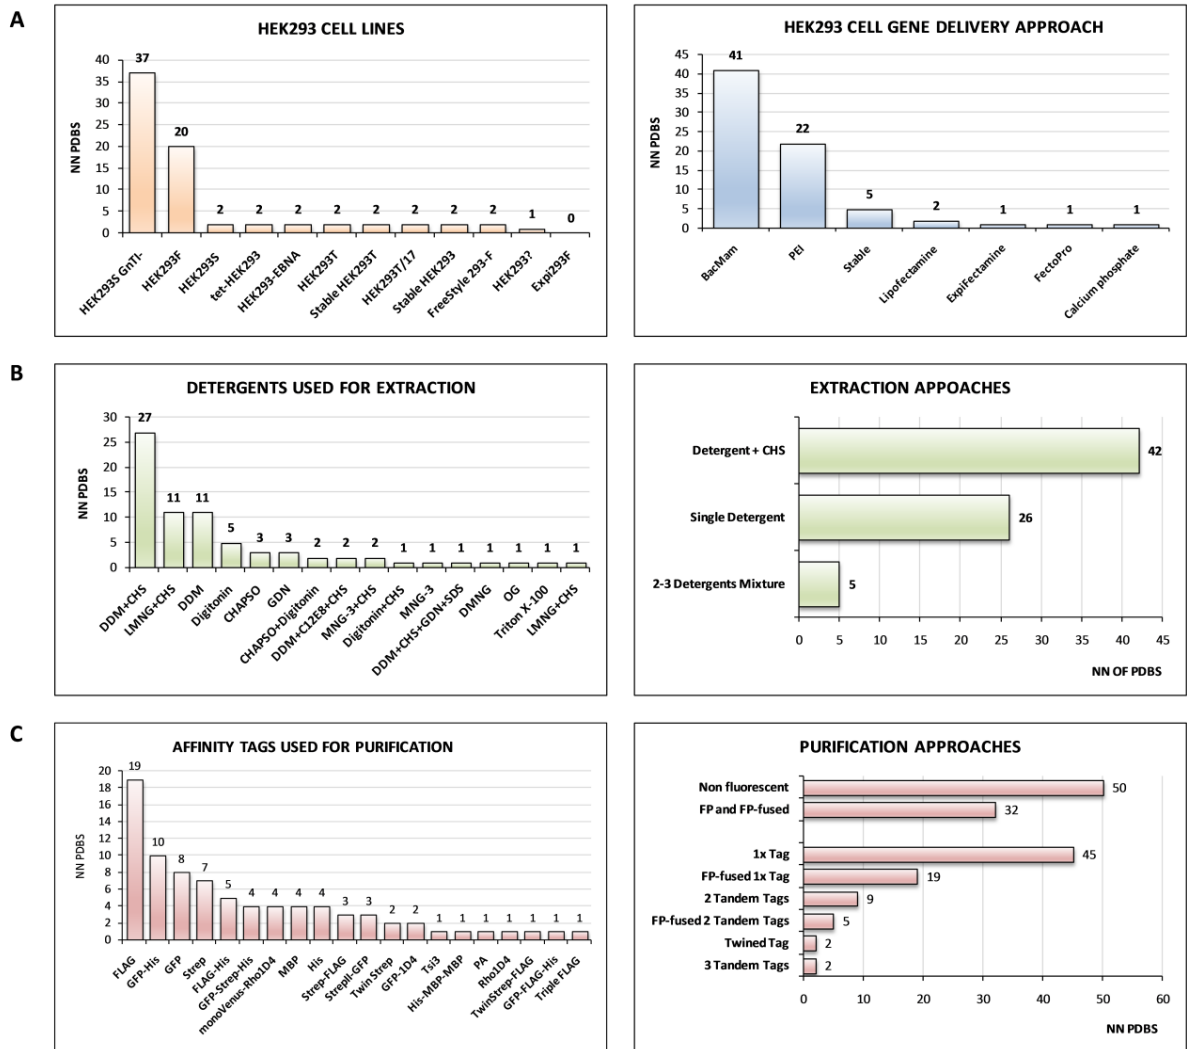 A
HEK293 CELL LINES
NN PDBS
40
35
30
25
20
15
10
5
0
37
20
2
2
2
2
2
2
2
2
1
0
HEK293S GnTI-
HEK293F
HEK293S
tet-HEK293
HEK293-EBNA
HEK293T
Stable HEK293T
HEK293T/17
Stable HEK293
FreeStyle 293-F
HEK293?
Expi293F
HEK293 CELL GENE DELIVERY APPROACH
NN PDBS
45
40
35
30
25
20
15
10
5
0
41
22
5
2
1
1
1
BacMam
PEI
Stable
Lipofectamine
ExpiFectamine
FectoPro
Calcium phosphate
B
DETERGENTS USED FOR EXTRACTION
NN PDBS
30
25
20
15
10
5
0
27
11
11
5
3
3
2
2
2
1
1
1
1
1
1
1
DDM+CHS
LMNG+CHS
DDM
Digitonin
CHAPSO
GDN
CHAPSO+Digitonin
DDM+C12E8+CHS
MNG-3+CHS
Digitonin+CHS
MNG-3
DDM+CHS+GDN+SDS
DMNG
OG
Triton X-100
LMNG+CHS
EXTRACTION APPOACHES
Detergent + CHS
42
Single Detergent
26
2-3 Detergents Mixture
5
0 5 10 15 20 25 30 35 40 45
NN OF PDBS
C
AFFINITY TAGS USED FOR PURIFICATION
NN PDBS
20
18
16
14
12
10
8
6
4
2
0
19
10
8
7
5
4
4
4
4
3
3
2
2
1
1
1
1
1
1
1
FLAG
GFP-His
GFP
Strep
FLAG-His
GFP-Strep-His
monoVenus-Rho1D4
MBP
His
Strep-FLAG
StrepII-GFP
Twin Strep
GFP-1D4
Tsi3
His-MBP-MBP
PA
Rho1D4
TwinStrep-FLAG
GFP-FLAG-His
Triple FLAG
PURIFICATION APPROACHES
Non fluorescent
50
FP and FP-fused
32
1x Tag
45
FP-fused 1x Tag
19
2 Tandem Tags
9
FP-fused 2 Tandem Tags
5
Twined Tag
2
3 Tandem Tags
2
0 10 20 30 40 50 60
NN PDBS